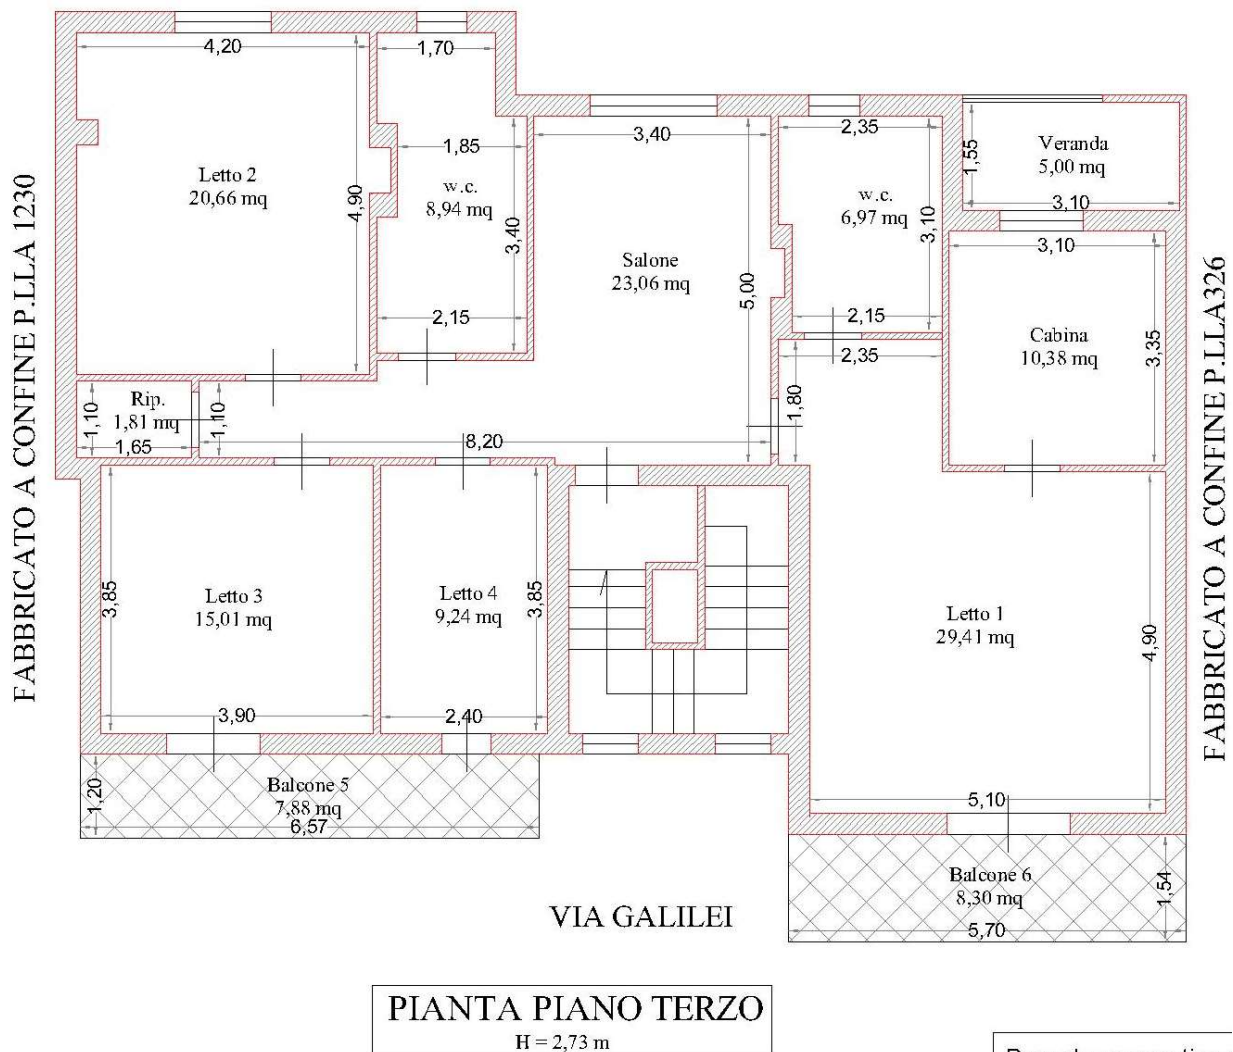 4,20
1,70
3,40
2,35
1,85
1,55
Veranda
5,00 mq
Letto 2
20,66 mq
4,90
w.c.
8,94 mq
3,40
w.c.
6,97 mq
3,10
3,10
3,10
Salone
23,06 mq
5,00
2,15
2,15
2,35
Cabina
10,38 mq
3,35
Rip.
1,81 mq
1,10
1,65
1,10
8,20
1,80
3,85
Letto 3
15,01 mq
Letto 4
9,24 mq
3,85
Letto 1
29,41 mq
4,90
3,90
2,40
5,10
1,20
Balcone 5
7,88 mq
6,57
Balcone 6
8,30 mq
1,54
5,70
FABBRICATO A CONFINE P.LLA 1230
FABBRICATO A CONFINE P.LLA326
VIA GALILEI
PIANTA PIANO TERZO
H = 2,73 m